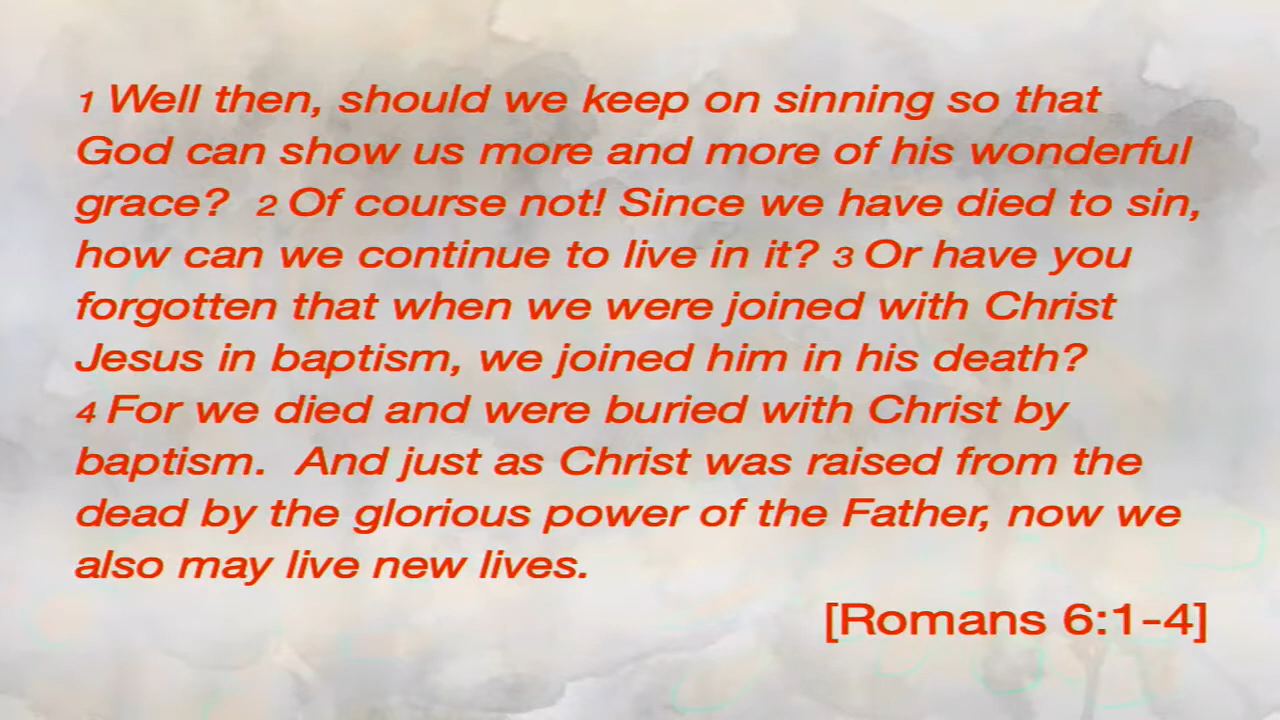 1 Well then, should we keep on sinning so that
God can show us more and more of his wonderful
grace?  2 Of course not! Since we have died to sin,
how can we continue to live in it? 3 Or have you
forgotten that when we were joined with Christ
Jesus in baptism, we joined him in his death?
4 For we died and were buried with Christ by
baptism.  And just as Christ was raised from the
dead by the glorious power of the Father, now we
also may live new lives.
[Romans 6:1-4]